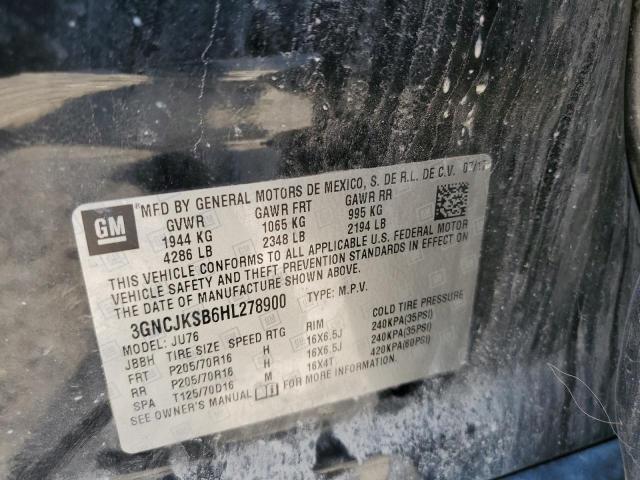 GM
MFD BY GENERAL MOTORS DE MEXICO, S. DE R.L. DE C.V. 07/17
GVWR GAWR FRT GAWR RR
1944 KG 1065 KG 995 KG
4286 LB 2348 LB 2194 LB
THIS VEHICLE CONFORMS TO ALL APPLICABLE U.S. FEDERAL MOTOR
VEHICLE SAFETY AND THEFT PREVENTION STANDARDS IN EFFECT ON
THE DATE OF MANUFACTURE SHOWN ABOVE.
3GNCJKSB6HL278900 TYPE: M.P.V.
MODEL: JU76
JBBH TIRE SIZE SPEED RTG RIM COLD TIRE PRESSURE
FRT P205/70R16 H 16X6.5J 240KPA(35PSI)
RR P205/70R16 H 16X6.5J 240KPA(35PSI)
SPA T125/70D16 M 16X4T 420KPA(60PSI)
SEE OWNER'S MANUAL FOR MORE INFORMATION.